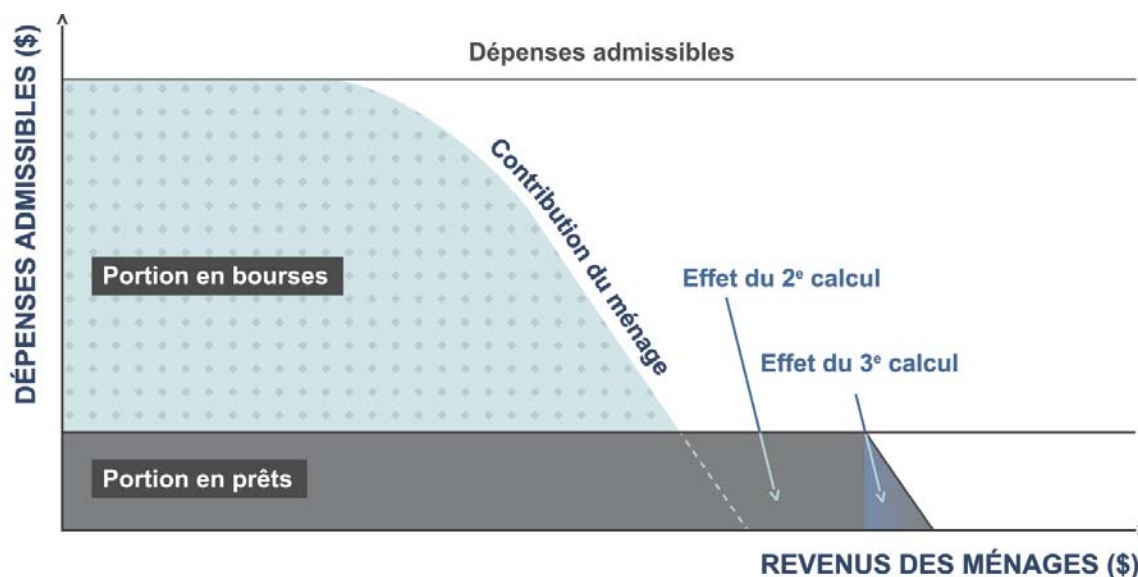 DÉPENSES ADMISSIBLES ($)
Dépenses admissibles
Contribution du ménage
Portion en bourses
Effet du 2e calcul
Effet du 3e calcul
Portion en prêts
REVENUS DES MÉNAGES ($)